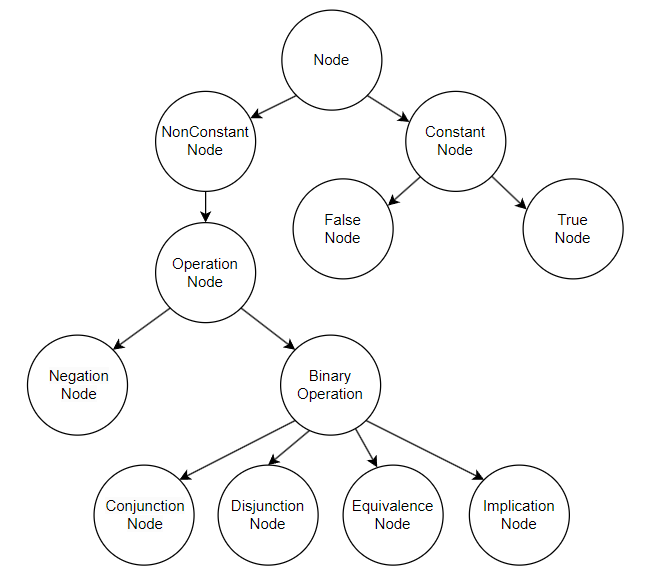 Node
NonConstant
Node
Constant
Node
False
Node
True
Node
Operation
Node
Negation
Node
Binary
Operation
Conjunction
Node
Disjunction
Node
Equivalence
Node
Implication
Node